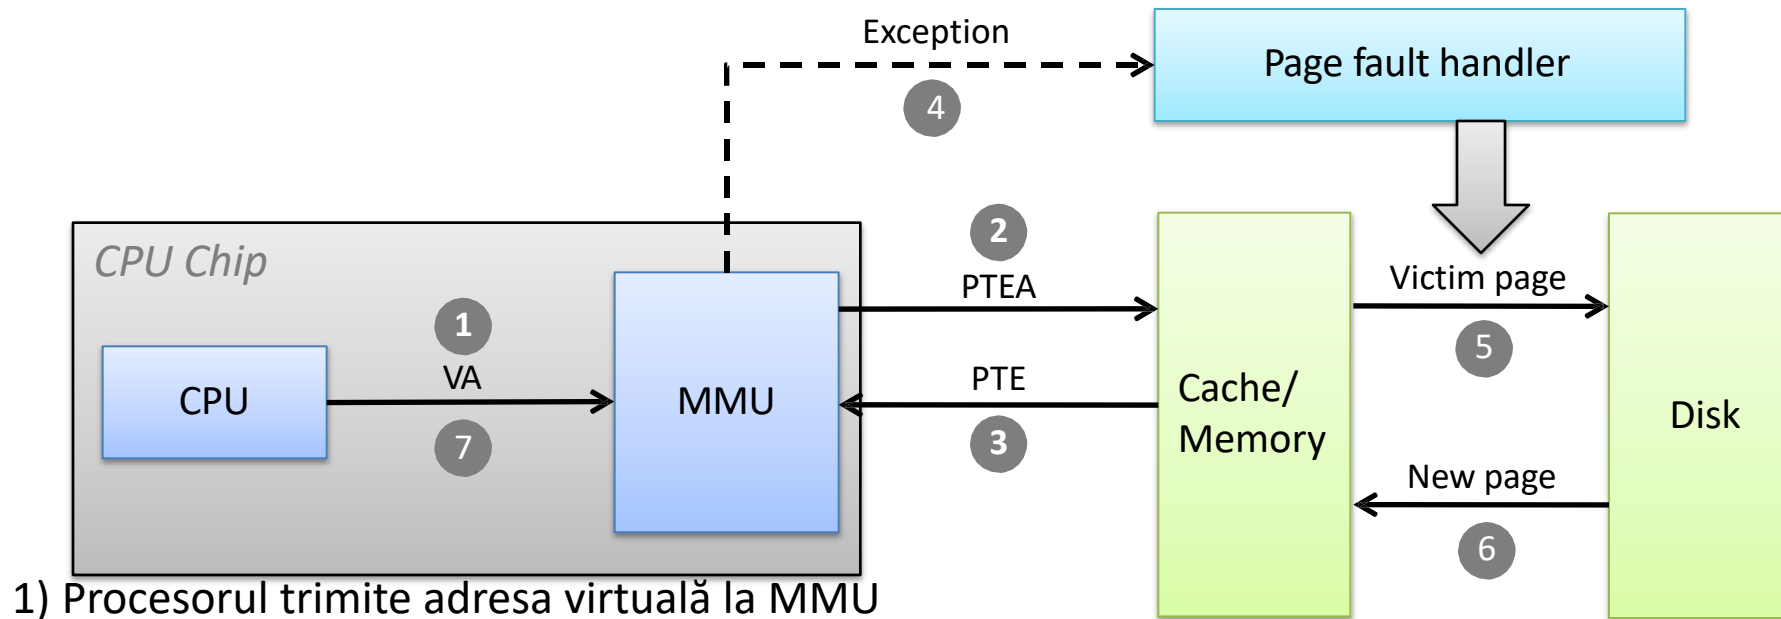 Exception
Page fault handler
4
CPU Chip
2
PTEA
Victim page
1
5
VA
PTE
CPU
MMU
Cache/
Memory
Disk
7
3
New page
6
1) Procesorul trimite adresa virtuală la MMU